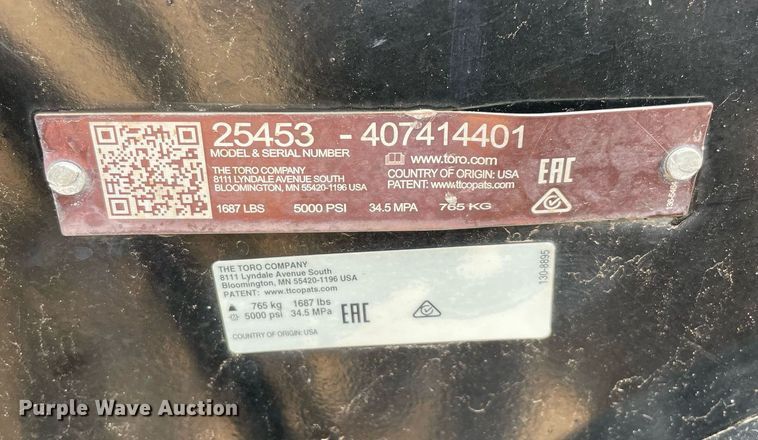 25453 - 407414401
MODEL & SERIAL NUMBER
www.toro.com
THE TORO COMPANY
8111 LYNDALE AVENUE SOUTH
BLOOMINGTON, MN 55420-1196 USA
COUNTRY OF ORIGIN: USA
PATENT: www.ttcopats.com
EAC
1687 LBS 5000 PSI 34.5 MPA 765 KG
THE TORO COMPANY
8111 Lyndale Avenue South
Bloomington, MN 55420-1196 USA
PATENT: www.ttcopats.com
765 kg 1687 lbs
5000 psi 34.5 MPa
EAC
COUNTRY OF ORIGIN: USA
130-8895
Purple Wave Auction